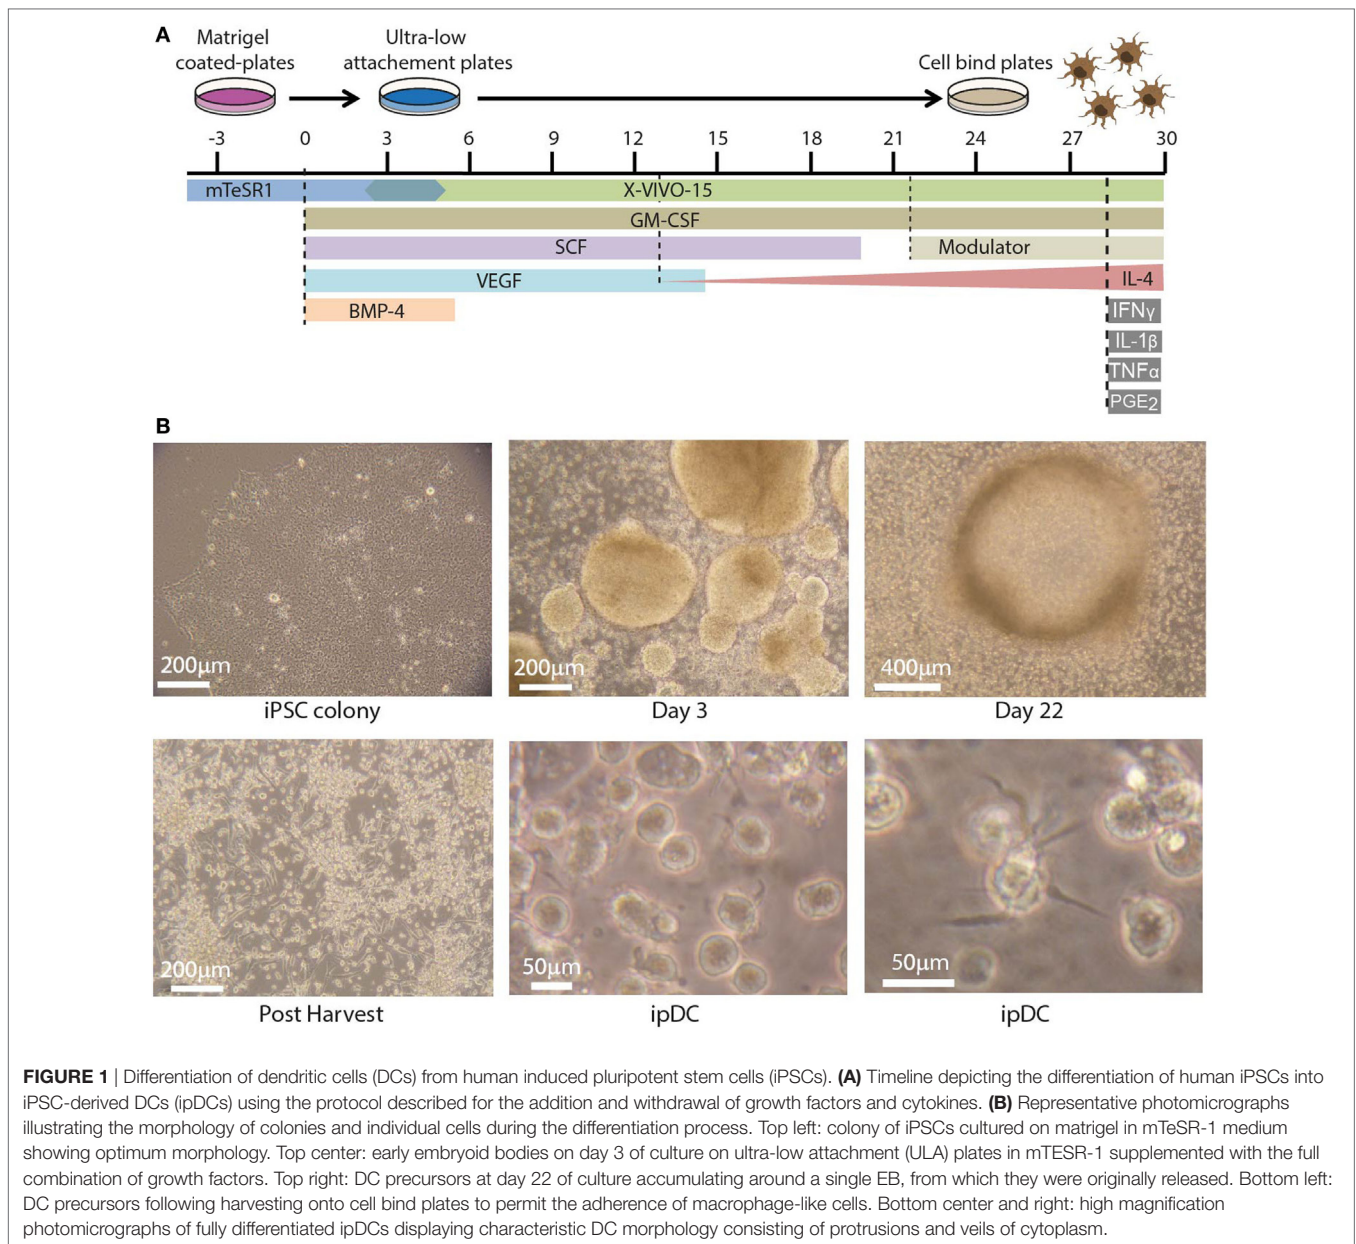 A
Matrigel
coated-plates
Ultra-low
attachement plates
Cell bind plates
-3 0 3 6 9 12 15 18 21 24 27 30
mTeSR1 X-VIVO-15
GM-CSF
SCF Modulator
VEGF IL-4
BMP-4 IFNγ
IL-1β
TNFα
PGE2
B
200µm 200µm 400µm
iPSC colony Day 3 Day 22
200µm 50µm 50µm
Post Harvest ipDC ipDC
FIGURE 1 | Differentiation of dendritic cells (DCs) from human induced pluripotent stem cells (iPSCs). (A) Timeline depicting the differentiation of human iPSCs into
iPSC-derived DCs (ipDCs) using the protocol described for the addition and withdrawal of growth factors and cytokines. (B) Representative photomicrographs
illustrating the morphology of colonies and individual cells during the differentiation process. Top left: colony of iPSCs cultured on matrigel in mTeSR-1 medium
showing optimum morphology. Top center: early embryoid bodies on day 3 of culture on ultra-low attachment (ULA) plates in mTESR-1 supplemented with the full
combination of growth factors. Top right: DC precursors at day 22 of culture accumulating around a single EB, from which they were originally released. Bottom left:
DC precursors following harvesting onto cell bind plates to permit the adherence of macrophage-like cells. Bottom center and right: high magnification
photomicrographs of fully differentiated ipDCs displaying characteristic DC morphology consisting of protrusions and veils of cytoplasm.